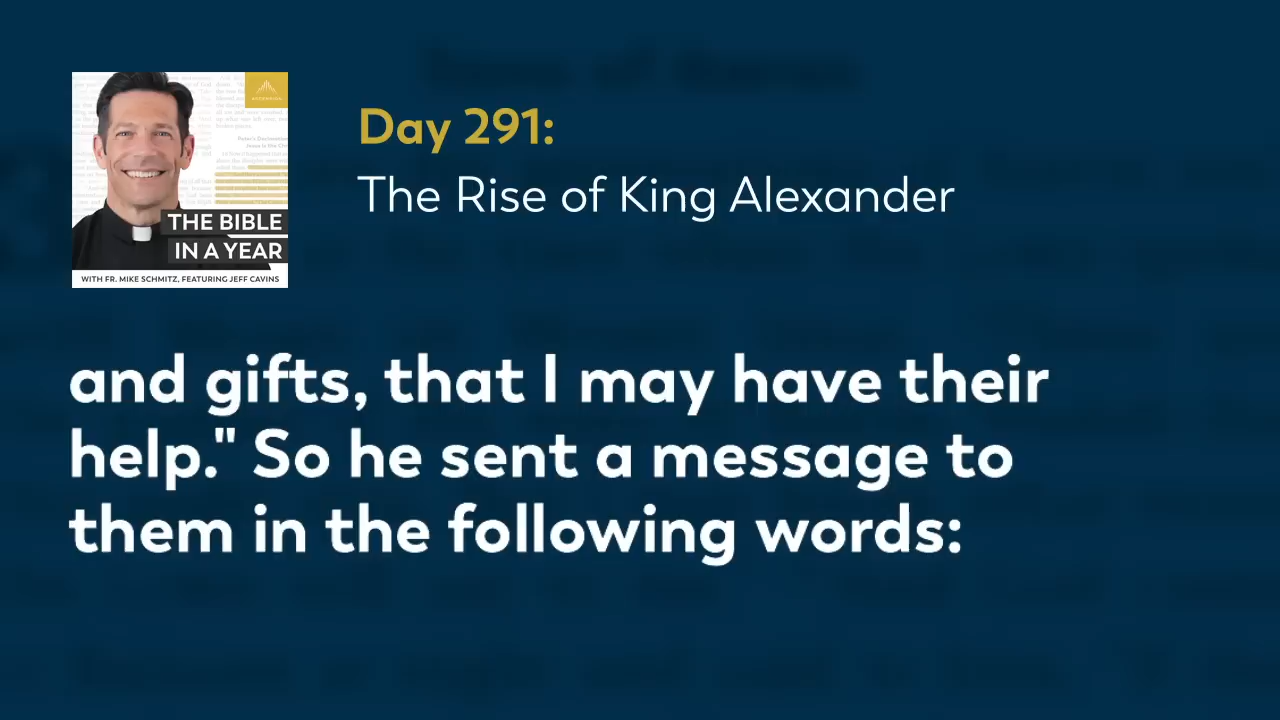 Day 291:
The Rise of King Alexander
THE BIBLE
IN A YEAR
WITH FR. MIKE SCHMITZ, FEATURING JEFF CAVINS
and gifts, that I may have their
help." So he sent a message to
them in the following words: